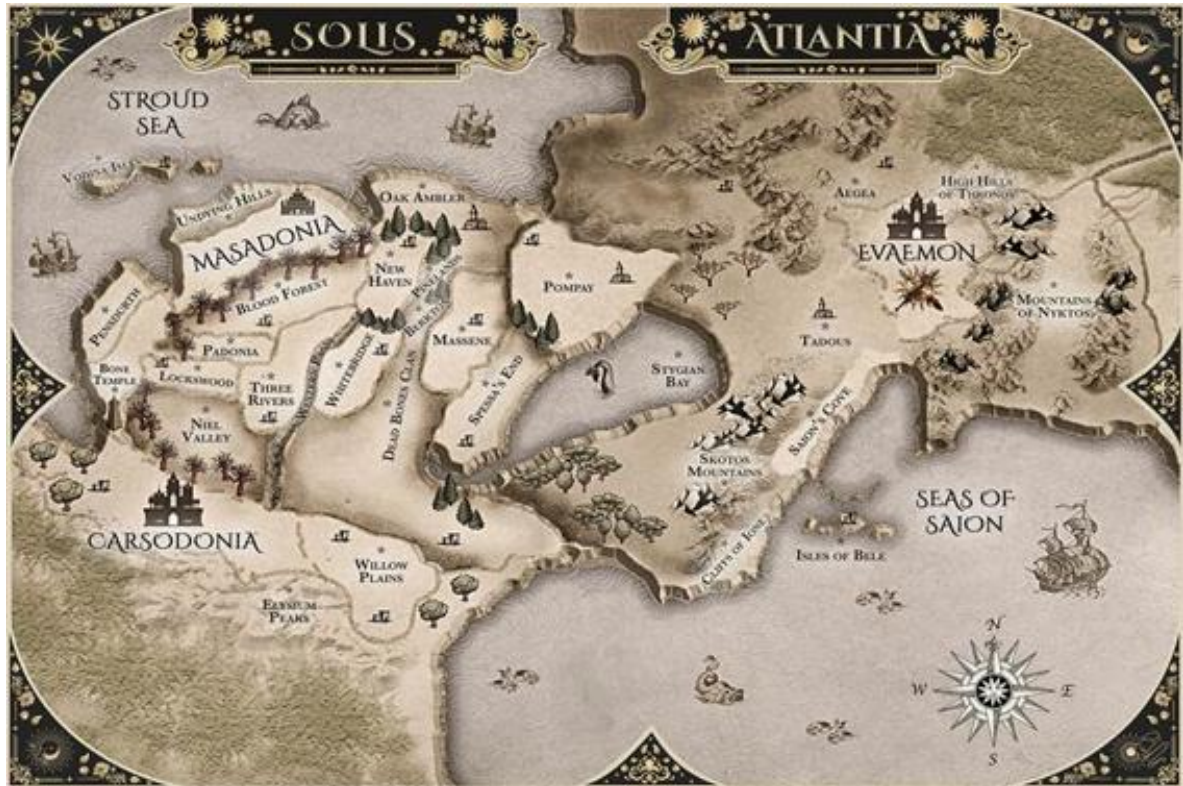 SOLIS
ATLANTIA
STROUD
SEA
VODINA ISLES
UNDYING HILLS
MASADONIA
OAK AMBLER
NEW
HAVEN
PINELANDS
BLOOD FOREST
PENSDURTH
PADONIA
BONE
TEMPLE
LOCKSWOOD
THREE
RIVERS
WHITEBRIDGE
MASSENE
POMPAY
SPESSA'S END
DEAD BONES CLAN
NIEL
VALLEY
CARSODONIA
WILLOW
PLAINS
ELYSIUM
PEAKS
STYGIAN
BAY
AEGEA
HIGH HILLS
OF THRONOS
EVAEMON
MOUNTAINS
OF NYKTOS
TADOUS
SAION'S COVE
SKOTOS
MOUNTAINS
CLIFFS OF IONE
ISLES OF BELE
SEAS OF
SAION
N
W
E
S